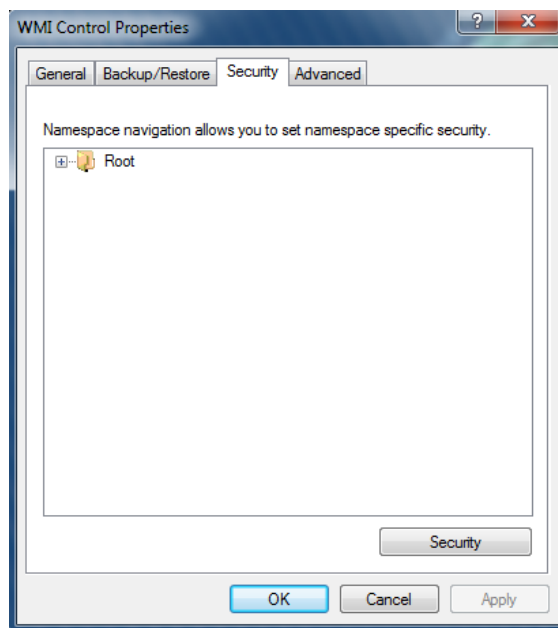 WMI Control Properties
General Backup/Restore Security Advanced
Namespace navigation allows you to set namespace specific security.
Root
Security
OK Cancel Apply